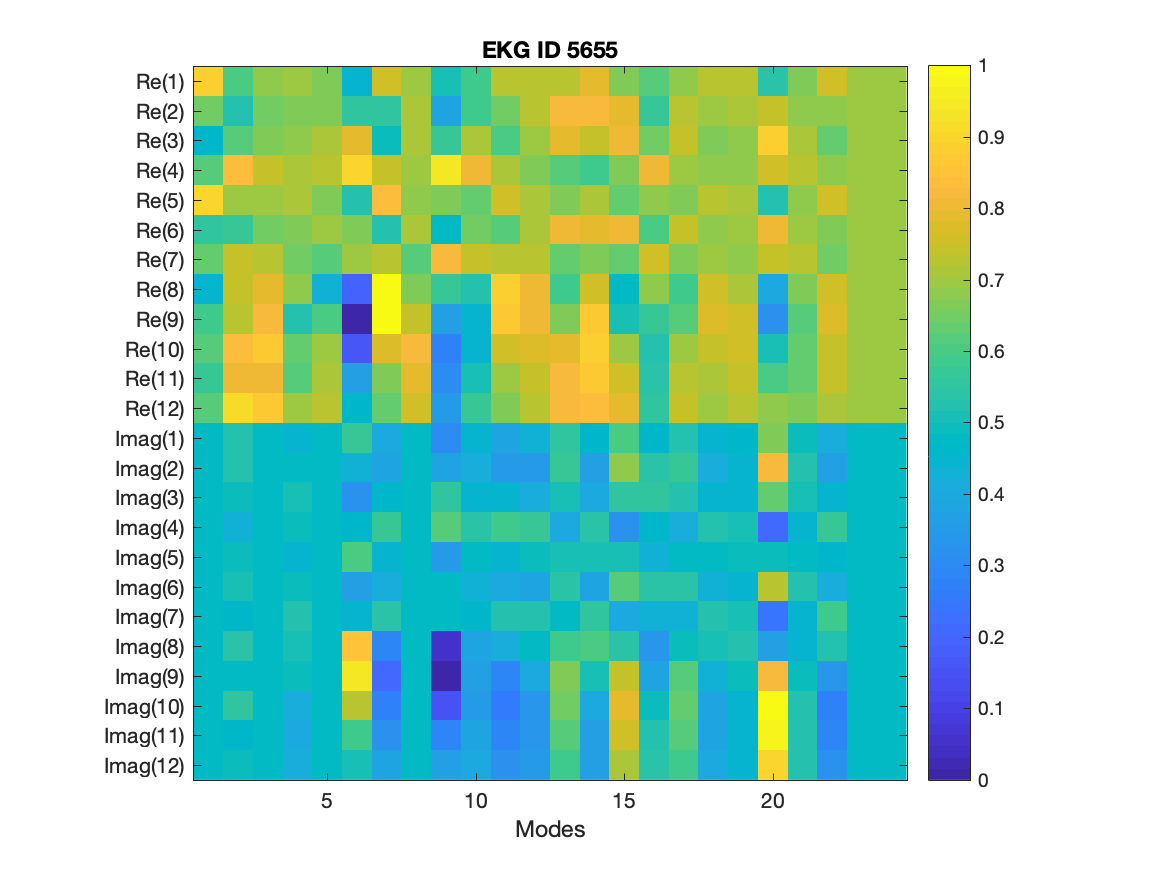 EKG ID 5655
Re(1)
Re(2)
Re(3)
Re(4)
Re(5)
Re(6)
Re(7)
Re(8)
Re(9)
Re(10)
Re(11)
Re(12)
Imag(1)
Imag(2)
Imag(3)
Imag(4)
Imag(5)
Imag(6)
Imag(7)
Imag(8)
Imag(9)
Imag(10)
Imag(11)
Imag(12)
5 10 15 20
Modes
1
0.9
0.8
0.7
0.6
0.5
0.4
0.3
0.2
0.1
0